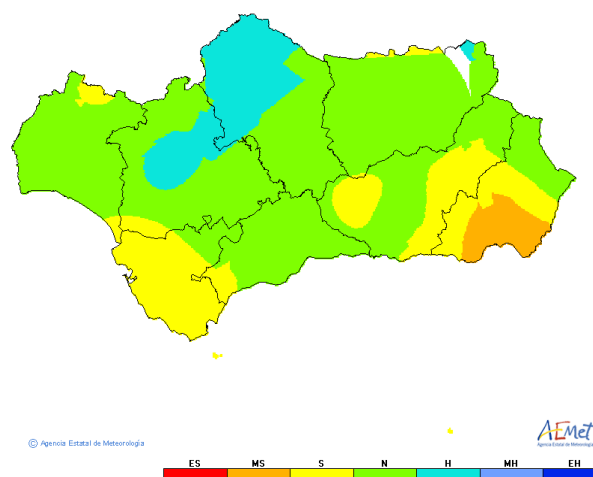 © Agencia Estatal de Meteorología
AEMet
Agencia Estatal de Meteorología
ES MS S N H MH EH